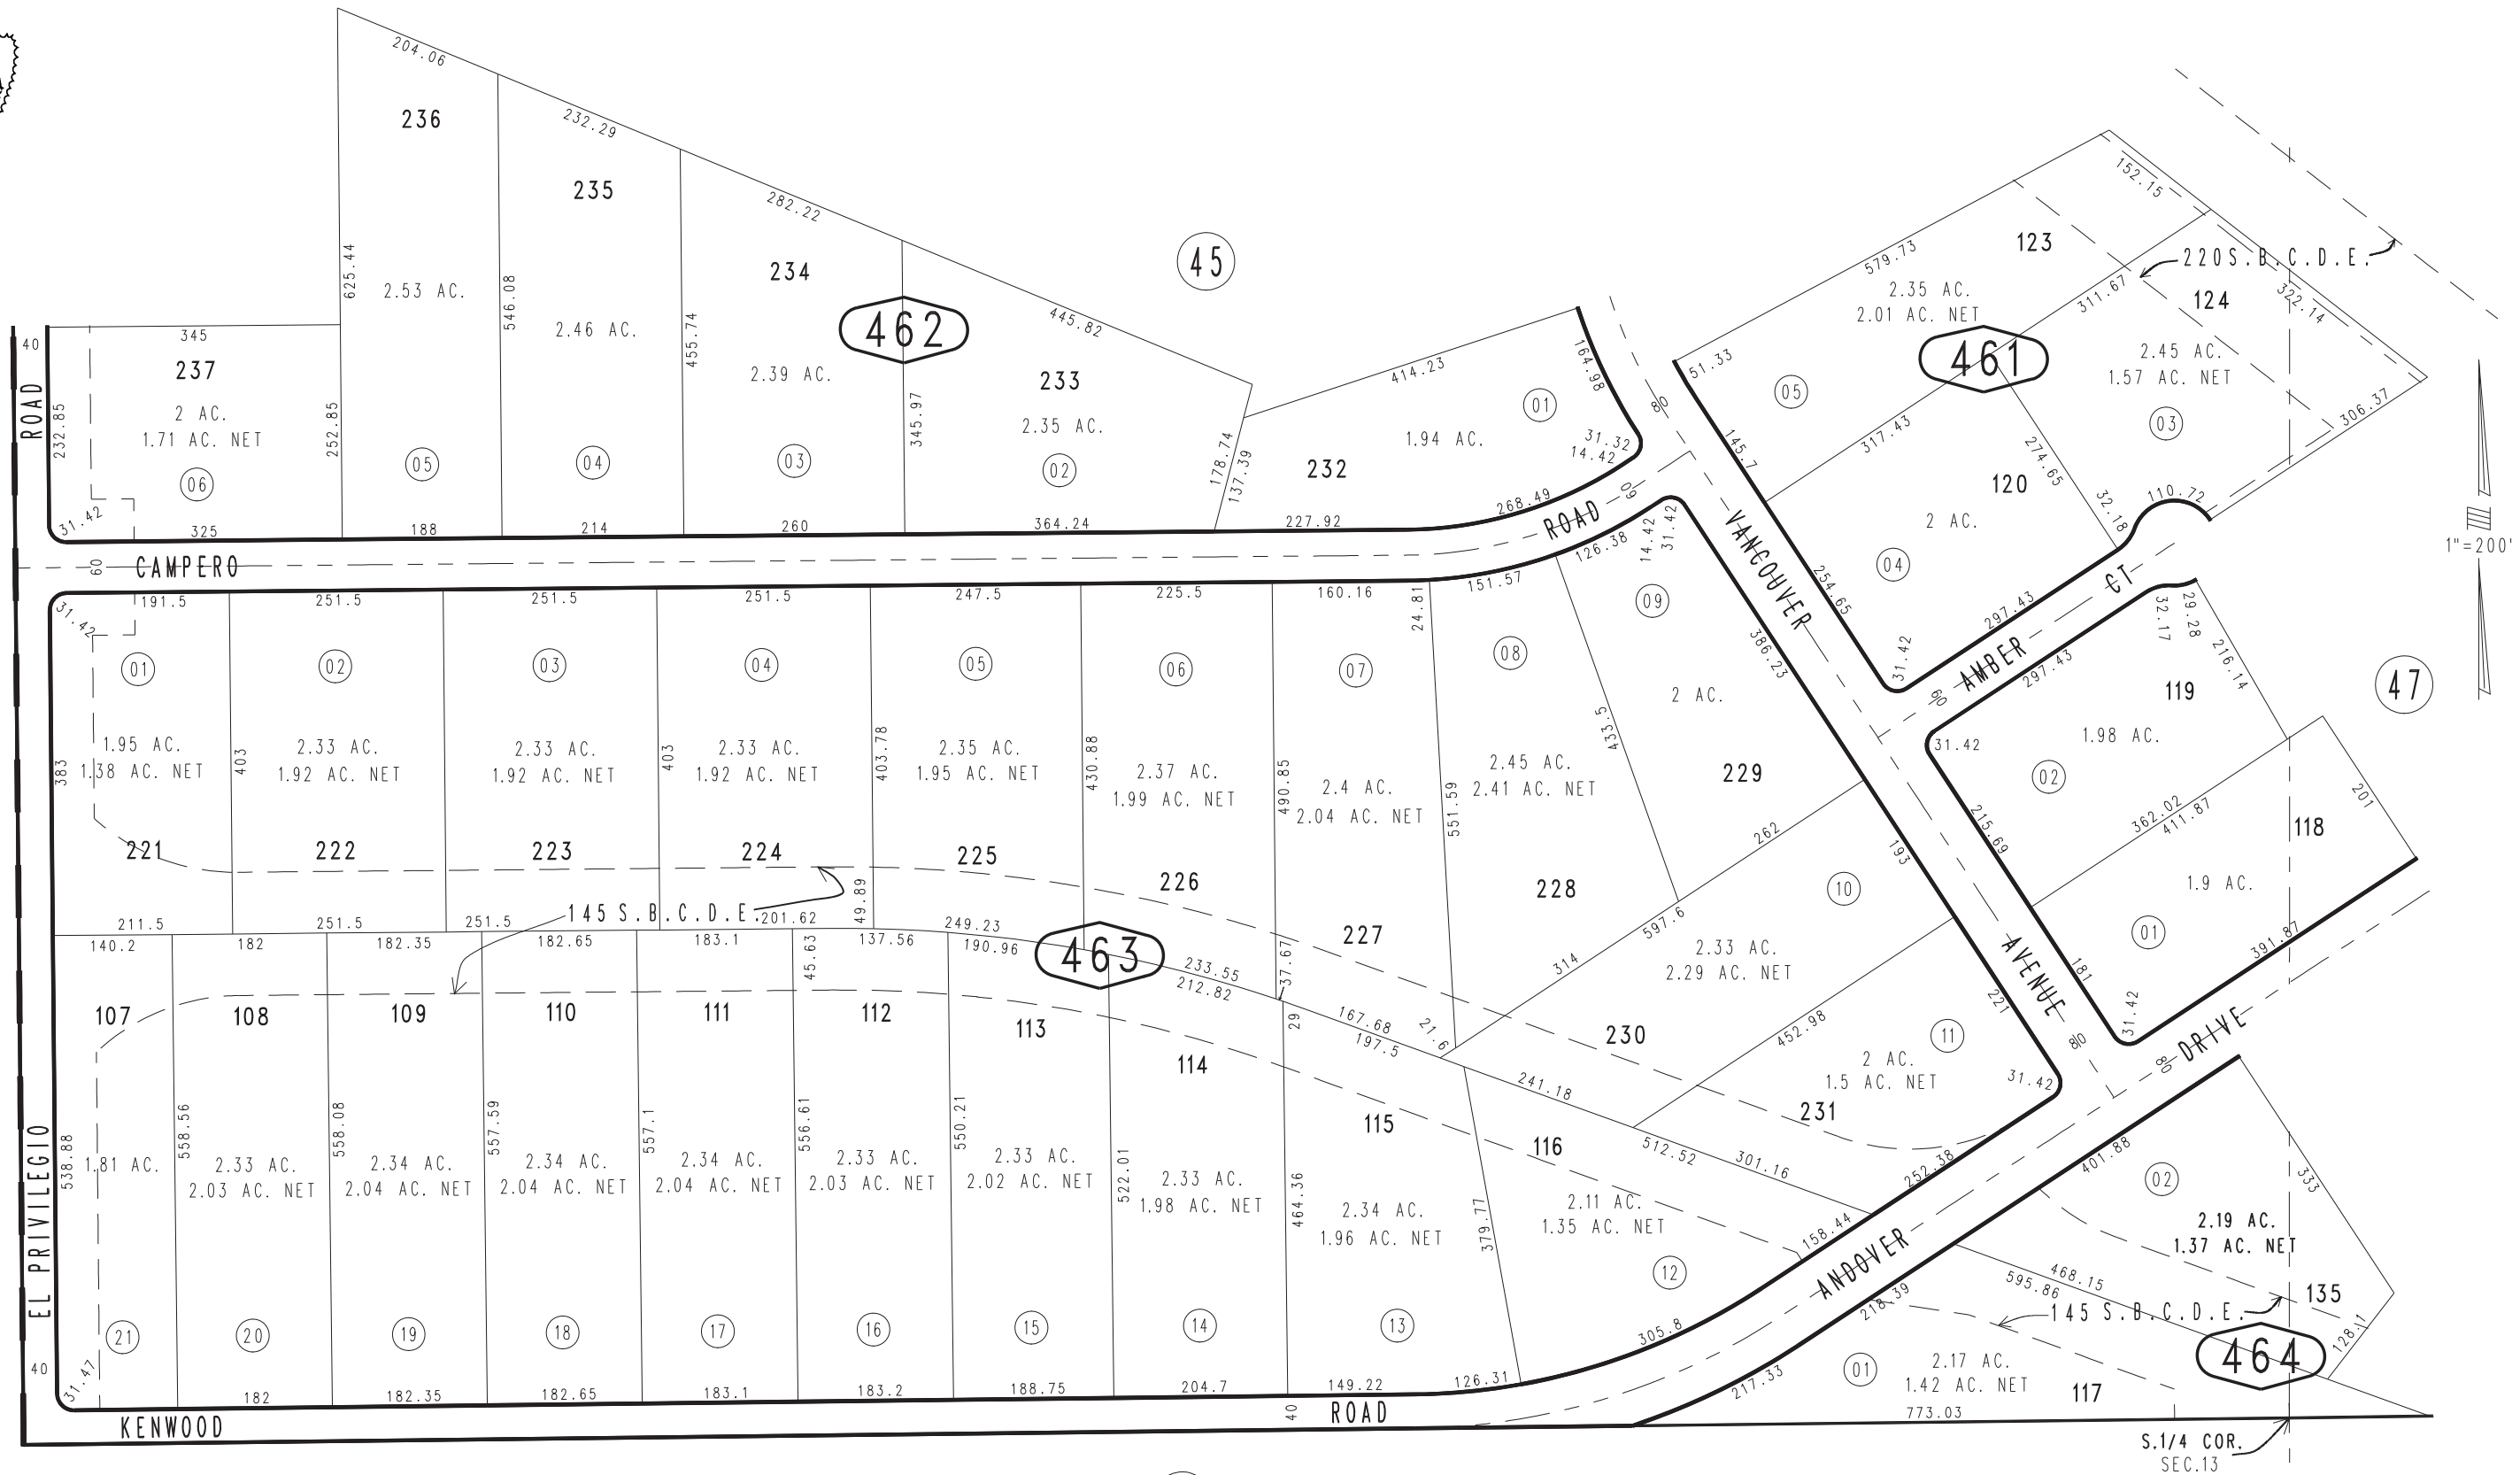 204.06
236
232.29
235
282.22
234
45
625.44
2.53 AC.
546.08
2.46 AC.
455.74
2.39 AC.
462
445.82
233
2.35 AC.
345.97
345
237
2 AC.
1.71 AC. NET
06
252.85
05
04
03
02
40
ROAD
232.85
31.42
325
188
214
260
364.24
178.74
137.39
232
227.92
414.23
01
1.94 AC.
164.98
31.32
14.42
268.49
80
60
ROAD
60
CAMPERO
152.15
579.73
123
220 S.B.C.D.E.
2.35 AC.
2.01 AC. NET
311.67
124
322.14
461
2.45 AC.
1.57 AC. NET
51.33
05
03
306.37
145.7
317.43
274.65
120
2 AC.
32.18
110.72
04
254.65
297.43
31.42
1"=200'
VANCOUVER
AMBER CT
60
297.43
32.17
29.28
216.14
119
47
31.42
1.98 AC.
02
215.69
362.02
411.87
201
118
1.9 AC.
01
181
391.87
31.42
AVENUE
80
80
DRIVE
31.42
191.5
251.5
251.5
251.5
247.5
225.5
160.16
24.81
151.57
126.38
14.42
31.42
01
02
03
04
05
06
07
08
09
386.23
383
1.95 AC.
1.38 AC. NET
403
2.33 AC.
1.92 AC. NET
2.33 AC.
1.92 AC. NET
403
2.33 AC.
1.92 AC. NET
403.78
2.35 AC.
1.95 AC. NET
430.88
2.37 AC.
1.99 AC. NET
490.85
2.4 AC.
2.04 AC. NET
551.59
2.45 AC.
2.41 AC. NET
433.5
2 AC.
229
262
193
221
222
223
224
225
226
227
228
10
597.6
314
2.33 AC.
2.29 AC. NET
221
211.5
251.5
251.5
145 S.B.C.D.E.
201.62
49.89
249.23
463
233.55
37.67
167.68
21.6
230
452.98
11
2 AC.
1.5 AC. NET
31.42
231
241.18
301.16
252.38
140.2
182
182.35
182.65
183.1
45.63
137.56
190.96
212.82
29
197.5
512.52
158.44
107
108
109
110
111
112
113
114
115
116
EL PRIVILEGIO
538.88
1.81 AC.
558.56
2.33 AC.
2.03 AC. NET
558.08
2.34 AC.
2.04 AC. NET
557.59
2.34 AC.
2.04 AC. NET
557.1
2.34 AC.
2.04 AC. NET
556.61
2.33 AC.
2.03 AC. NET
550.21
2.33 AC.
2.02 AC. NET
522.01
2.33 AC.
1.98 AC. NET
464.36
2.34 AC.
1.96 AC. NET
379.77
2.11 AC.
1.35 AC. NET
21
20
19
18
17
16
15
14
13
12
40
31.47
182
182.35
182.65
183.1
183.2
188.75
204.7
149.22
126.31
305.8
KENWOOD
40
ROAD
ANDOVER
401.88
02
333
2.19 AC.
1.37 AC. NET
468.15
595.86
135
145 S.B.C.D.E.
128.1
218.39
464
217.33
01
2.17 AC.
1.42 AC. NET
117
773.03
S.1/4 COR.
SEC.13